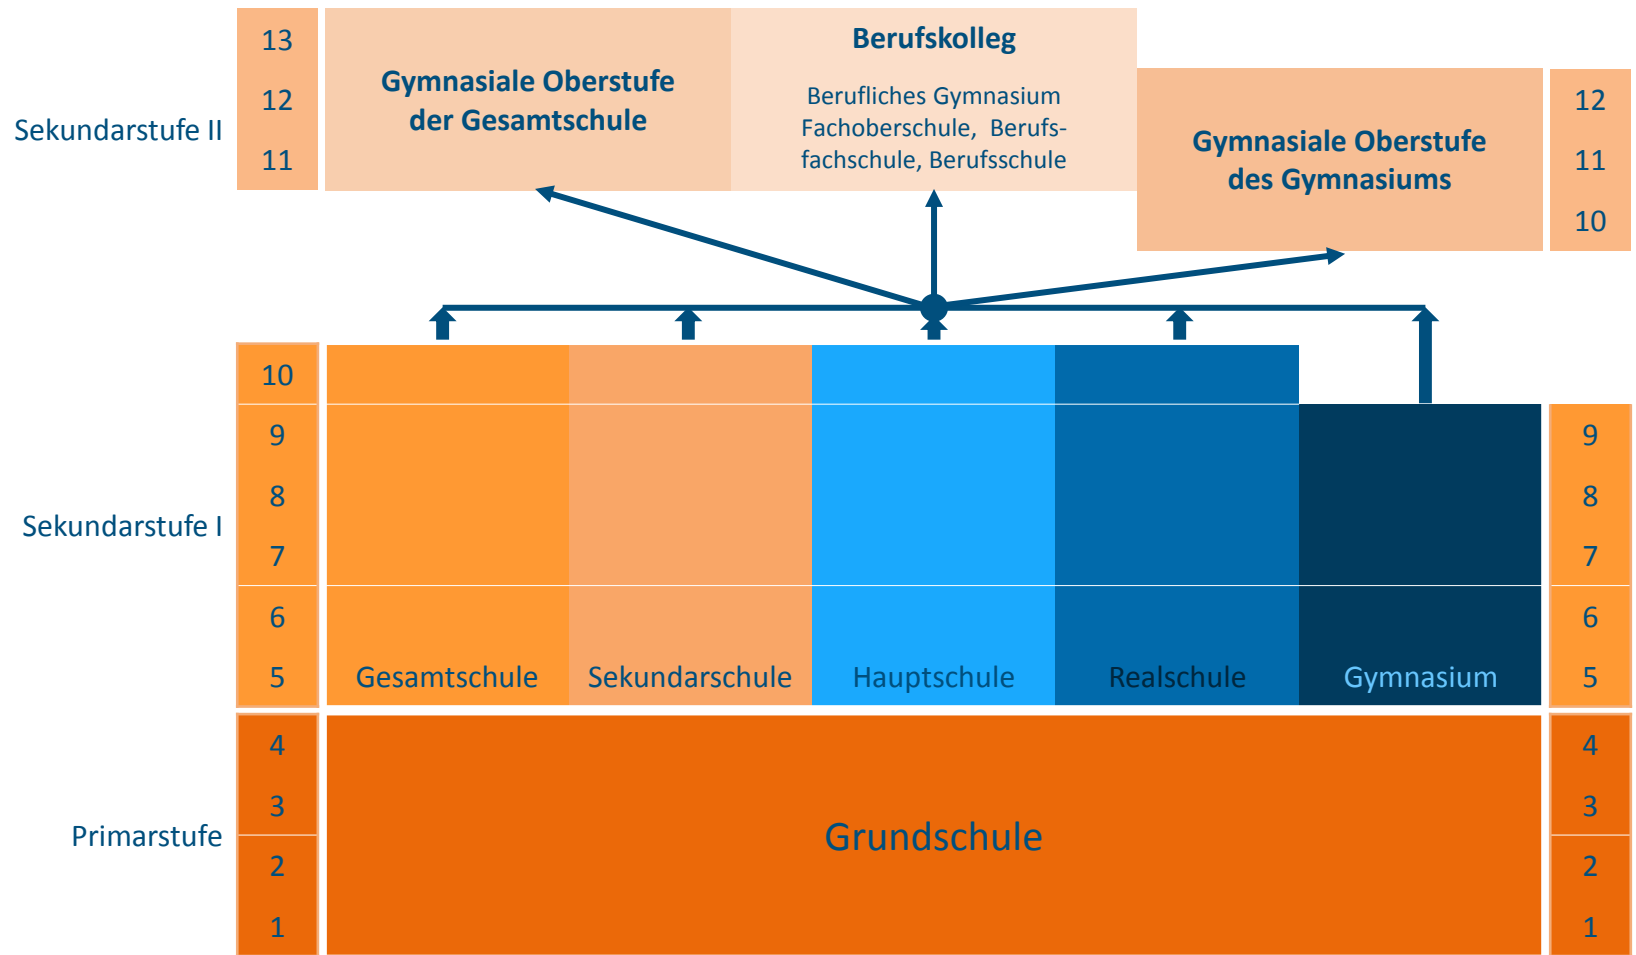 Sekundarstufe II
13
12
11
Gymnasiale Oberstufe
der Gesamtschule
Berufskolleg
Berufliches Gymnasium
Fachoberschule, Berufs-
fachschule, Berufsschule
Gymnasiale Oberstufe
des Gymnasiums
12
11
10
Sekundarstufe I
10
9
8
7
6
5
Gesamtschule
Sekundarschule
Hauptschule
Realschule
Gymnasium
9
8
7
6
5
Primarstufe
4
3
2
1
Grundschule
4
3
2
1